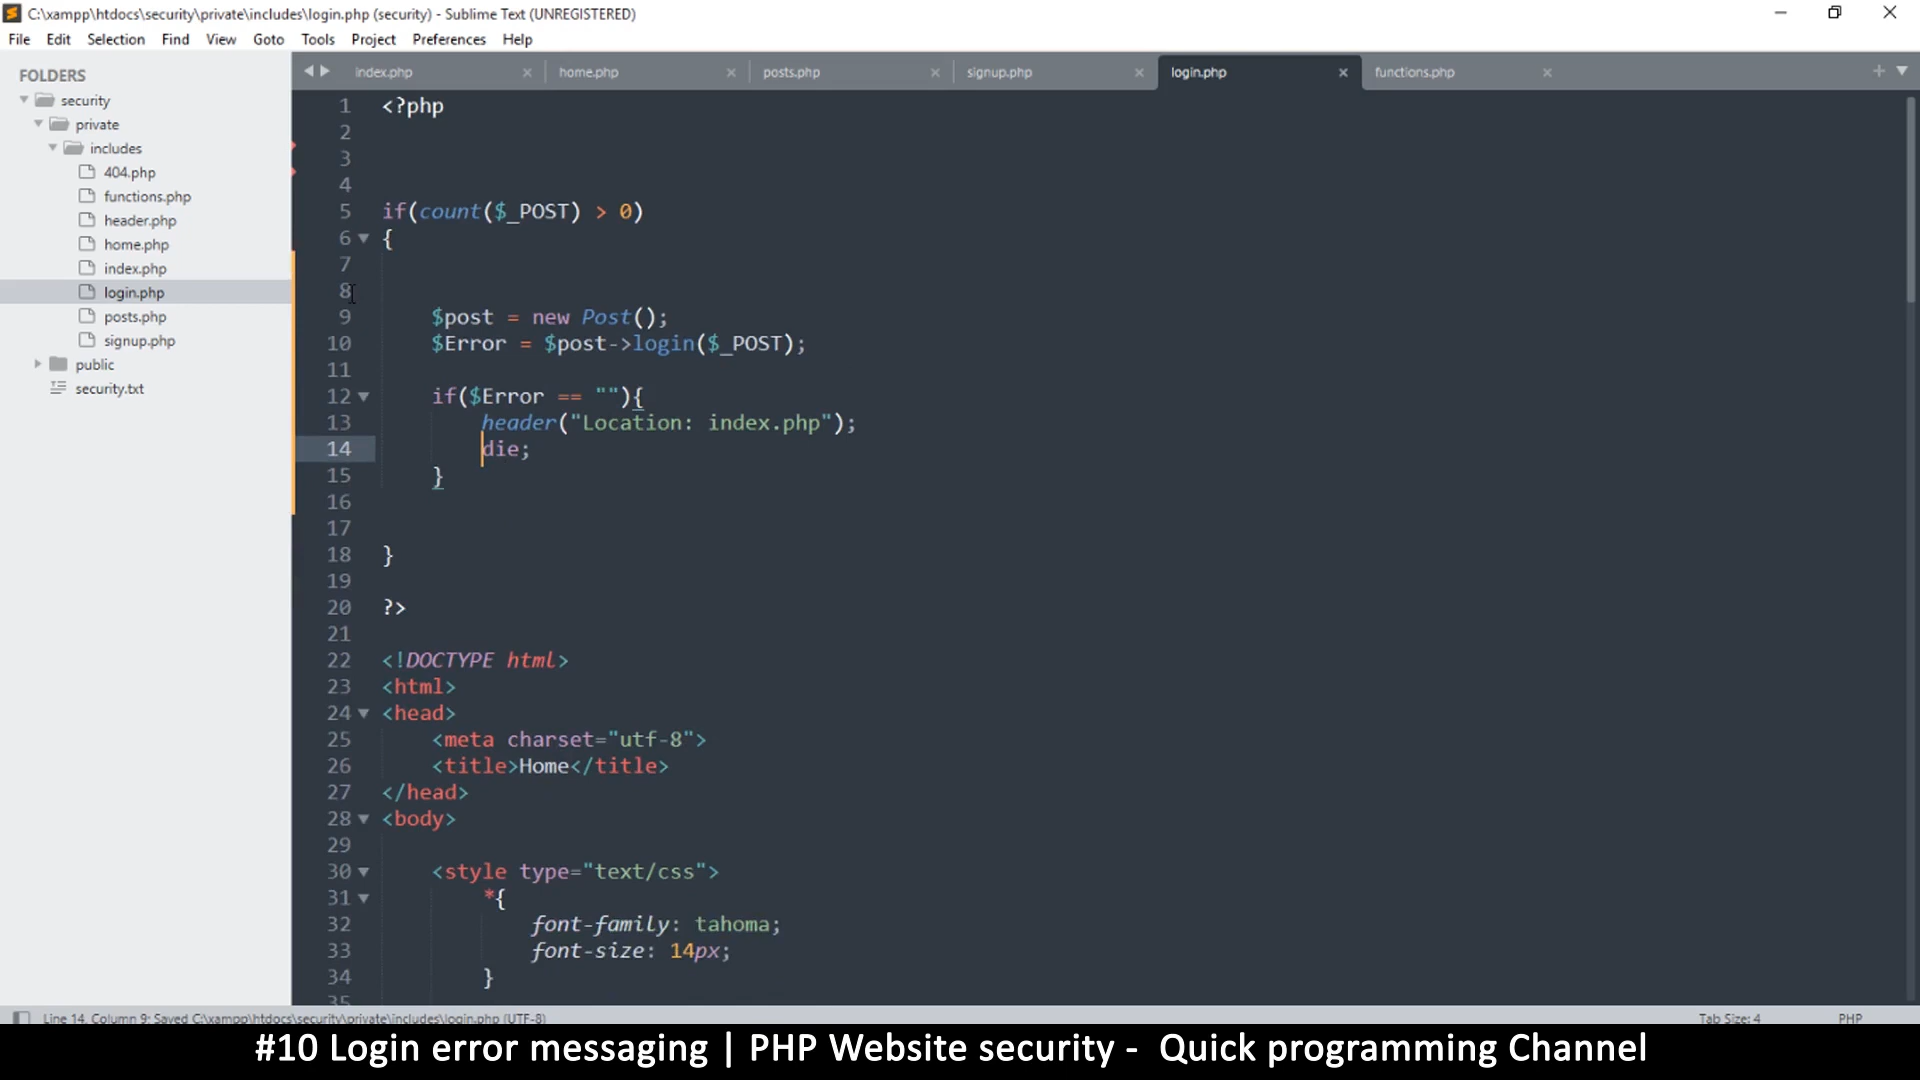 C:\xampp\htdocs\security\private\includes\login.php (security) - Sublime Text (UNREGISTERED)
File Edit Selection Find View Goto Tools Project Preferences Help
FOLDERS
security
private
includes
404.php
functions.php
header.php
home.php
index.php
login.php
posts.php
signup.php
public
security.txt
index.php home.php posts.php signup.php login.php functions.php
1 <?php
2
3
4
5 if(count($_POST) > 0)
6 {
7
8
9 $post = new Post();
10 $Error = $post->login($_POST);
11
12 if($Error == ""){
13 header("Location: index.php");
14 die;
15 }
16
17
18 }
19
20 ?>
21
22 <!DOCTYPE html>
23 <html>
24 <head>
25 <meta charset="utf-8">
26 <title>Home</title>
27 </head>
28 <body>
29
30 <style type="text/css">
31 *{
32 font-family: tahoma;
33 font-size: 14px;
34 }
35
Line 14, Column 9; Saved C:\xampp\htdocs\security\private\includes\login.php (UTF-8) Tab Size: 4 PHP
#10 Login error messaging | PHP Website security - Quick programming Channel